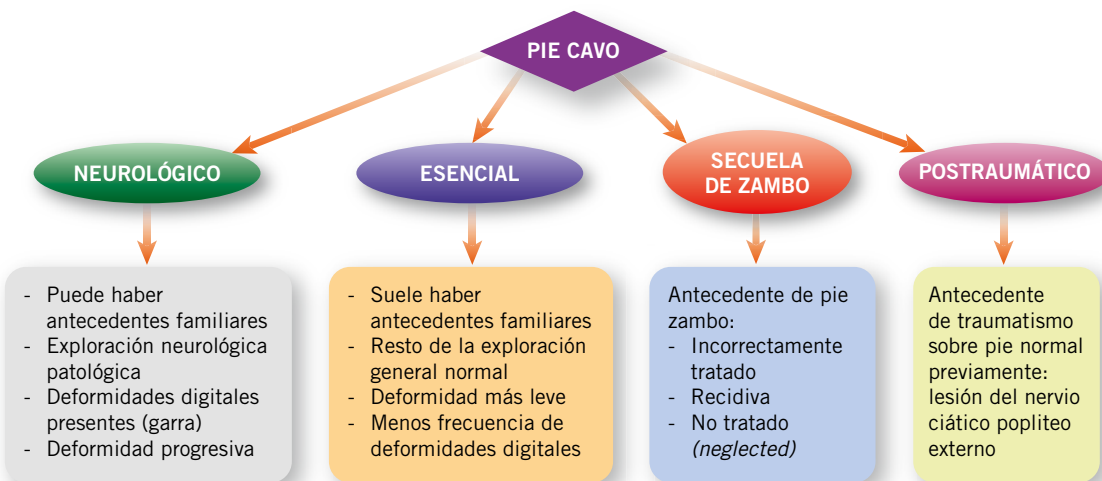 PIE CAVO
NEUROLÓGICO
ESENCIAL
SECUELA
DE ZAMBO
POSTRAUMÁTICO
- Puede haber
antecedentes familiares
- Exploración neurológica
patológica
- Deformidades digitales
presentes (garra)
- Deformidad progresiva
- Suele haber
antecedentes familiares
- Resto de la exploración
general normal
- Deformidad más leve
- Menos frecuencia de
deformidades digitales
Antecedente de pie
zambo:
- Incorrectamente
tratado
- Recidiva
- No tratado
(neglected)
Antecedente
de traumatismo
sobre pie normal
previamente:
lesión del nervio
ciático popliteo
externo